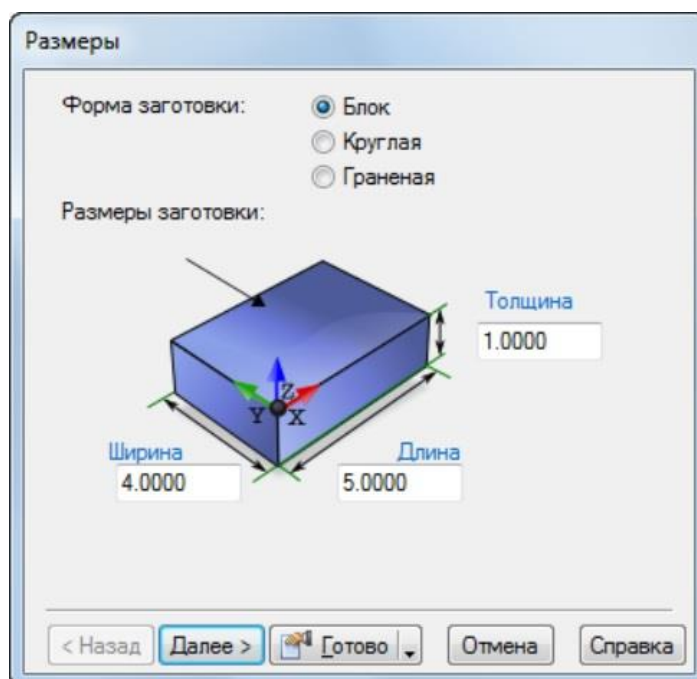 Размеры
Форма заготовки:
Блок
Круглая
Граненая
Размеры заготовки:
Толщина
1.0000
Z
Y
X
Ширина
Длина
4.0000
5.0000
< Назад
Далее >
Готово
Отмена
Справка